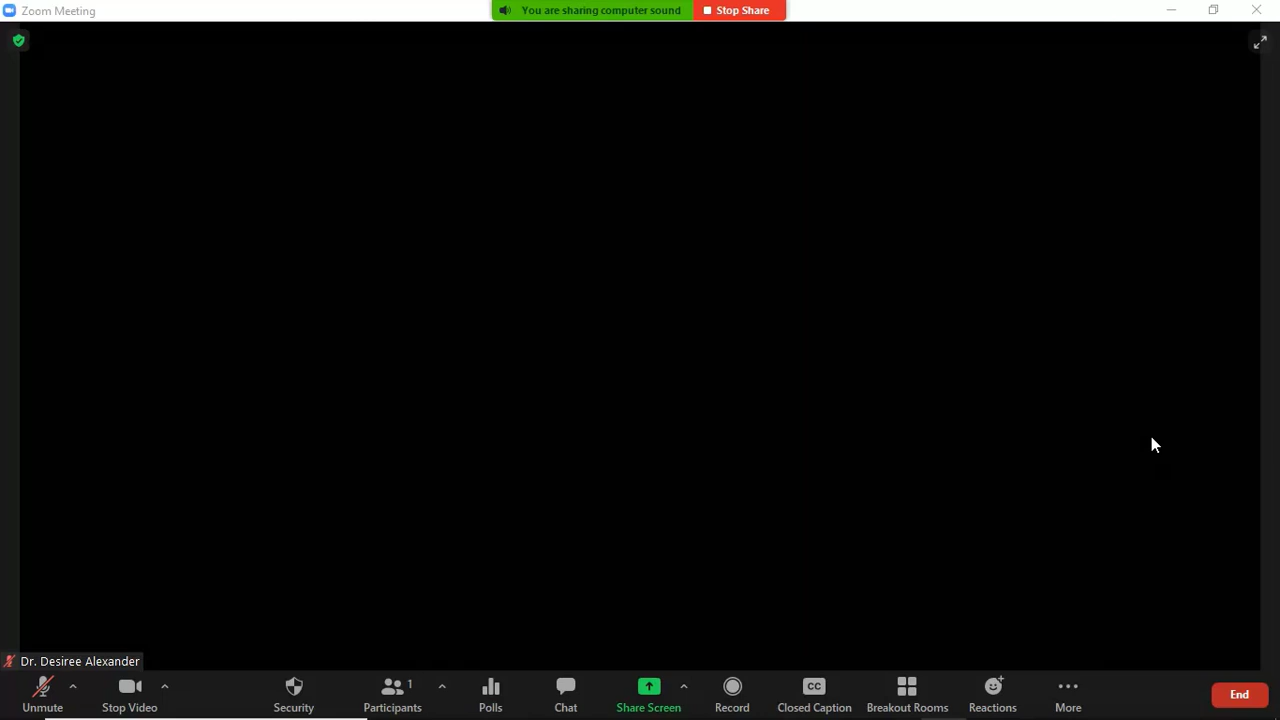 Zoom Meeting
You are sharing computer sound
Stop Share
Dr. Desiree Alexander
Unmute
Stop Video
Security
Participants
1
Polls
Chat
Share Screen
Record
CC
Closed Caption
Breakout Rooms
Reactions
More
End